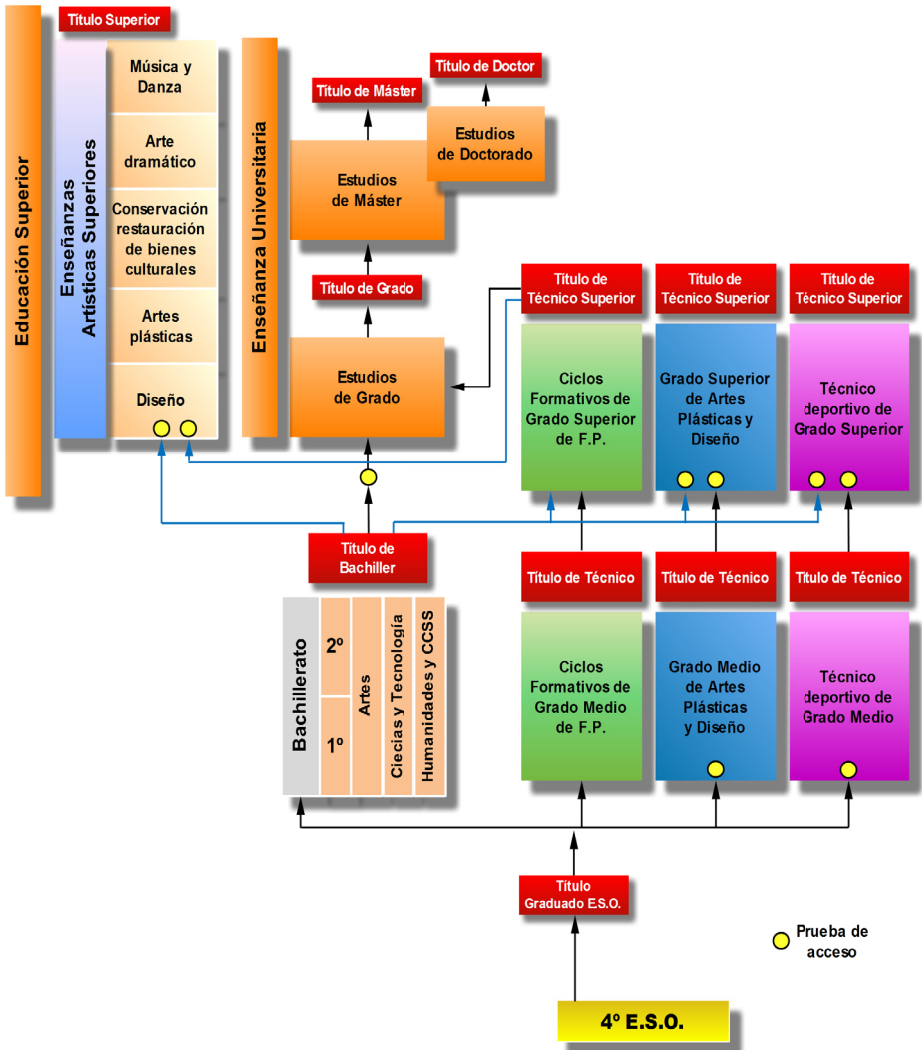 Título Superior
Educación Superior
Enseñanzas
Artísticas Superiores
Música y
Danza
Arte
dramático
Conservación
restauración
de bienes
culturales
Artes
plásticas
Diseño
Enseñanza Universitaria
Título de Máster
Título de Doctor
Estudios
de Máster
Estudios
de Doctorado
Título de Grado
Estudios
de Grado
Título de
Técnico Superior
Título de
Técnico Superior
Título de
Técnico Superior
Ciclos
Formativos de
Grado Superior
de F.P.
Grado Superior
de Artes
Plásticas y
Diseño
Técnico
deportivo de
Grado Superior
Título de
Bachiller
Título de Técnico
Título de Técnico
Título de Técnico
Bachillerato
2º
1º
Artes
Ciecias y Tecnología
Humanidades y CCSS
Ciclos
Formativos de
Grado Medio
de F.P.
Grado Medio
de Artes
Plásticas
y Diseño
Técnico
deportivo de
Grado Medio
Título
Graduado E.S.O.
Prueba de
acceso
4º E.S.O.